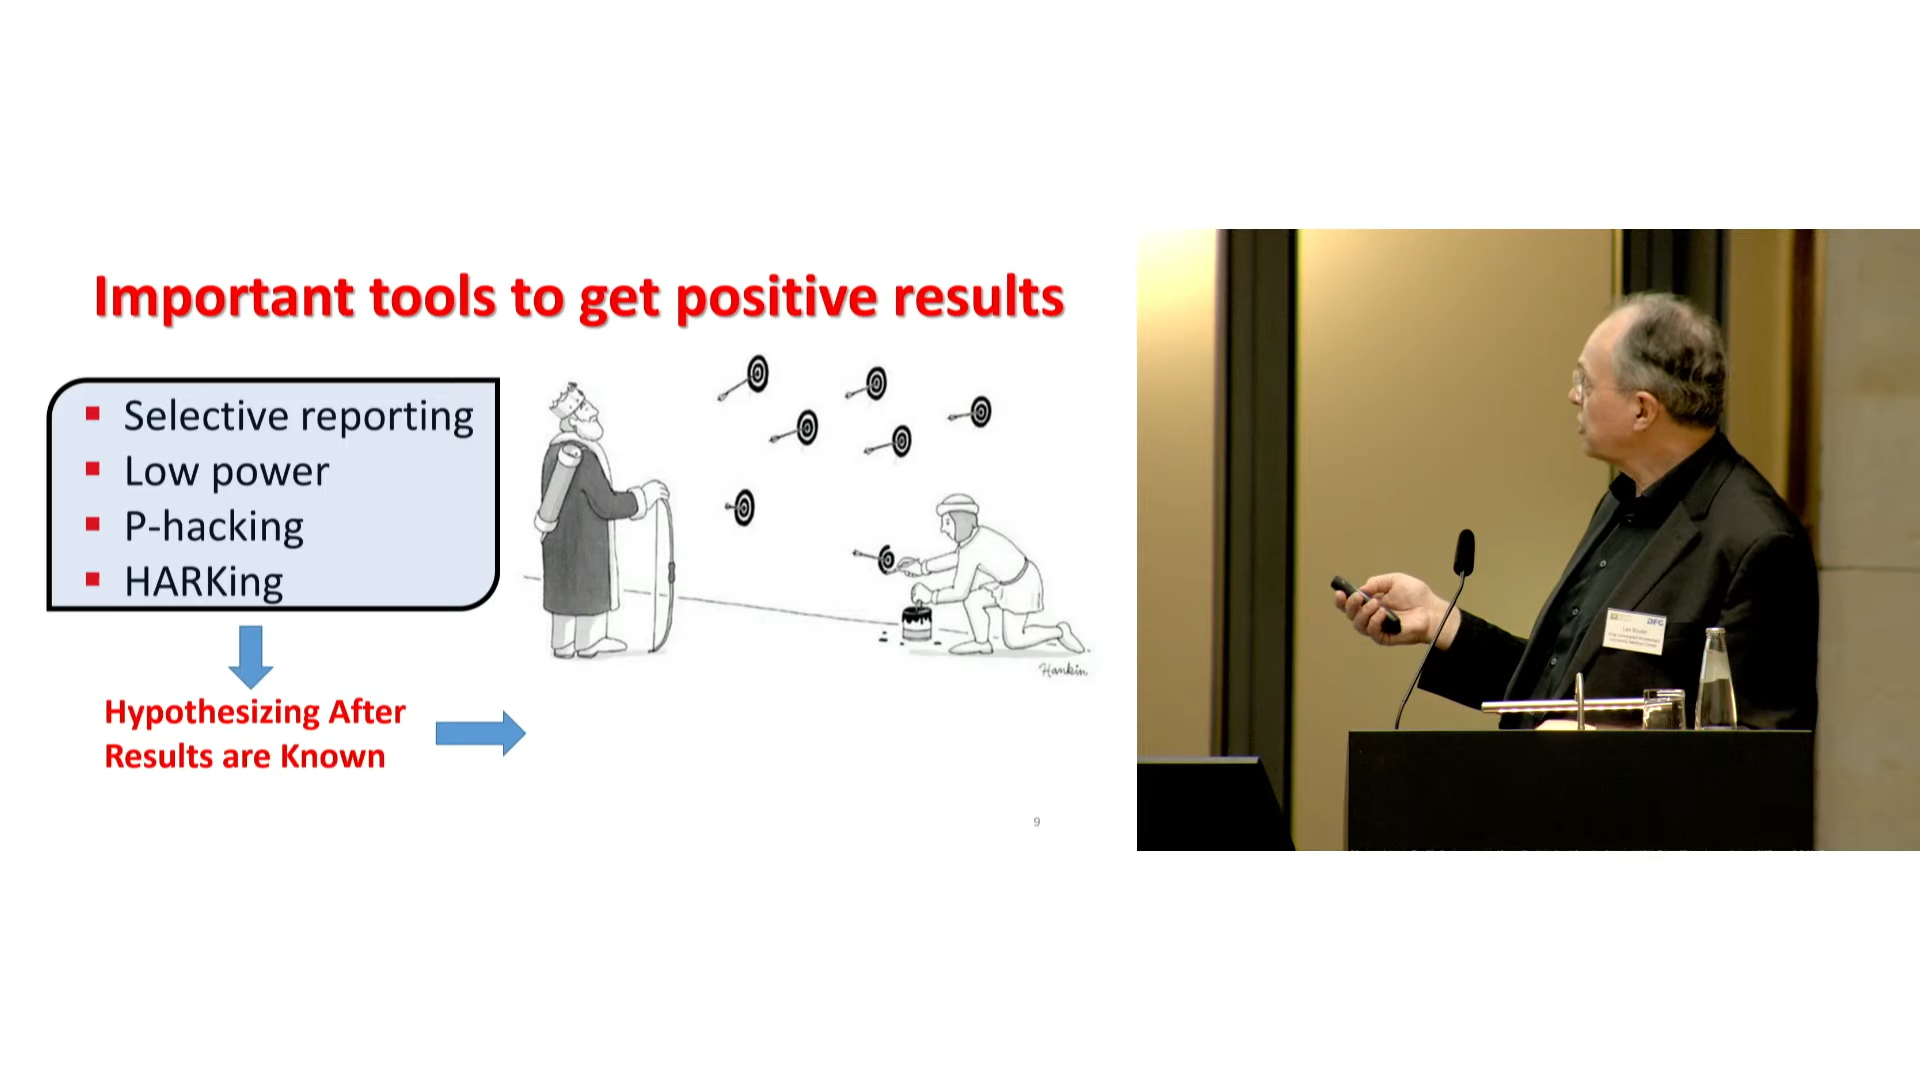 Important tools to get positive results
Selective reporting
Low power
P-hacking
HARKing
Hypothesizing After
Results are Known
Hankin
9
DFG